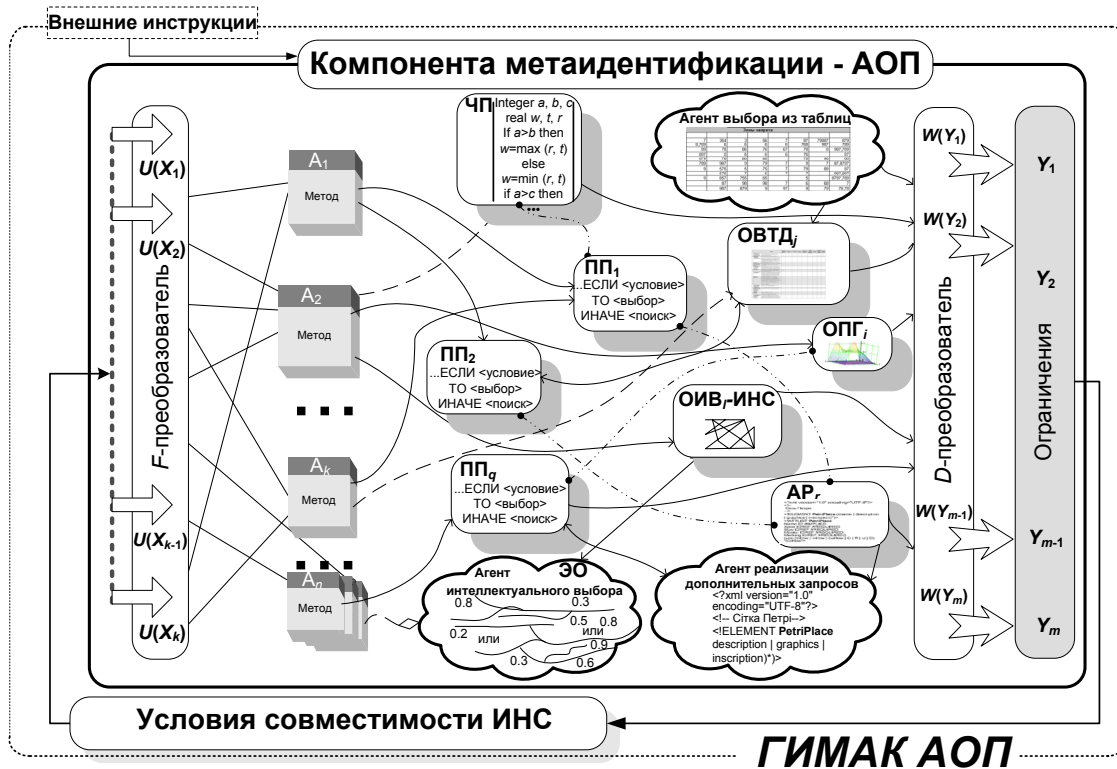 Внешние инструкции
Компонента метаидентификации - АОП
F-преобразователь
U(X1)
U(X2)
U(Xk-1)
U(Xk)
A1
Метод
A2
Метод
Ak
Метод
An
Метод
ЧП
Integer a, b, c
real w, t, r
If a>b then
w=max (r, t)
else
w=min (r, t)
if a>c then
...
ПП1
...ЕСЛИ <условие>
ТО <выбор>
ИНАЧЕ <поиск>
ПП2
...ЕСЛИ <условие>
ТО <выбор>
ИНАЧЕ <поиск>
ППq
...ЕСЛИ <условие>
ТО <выбор>
ИНАЧЕ <поиск>
Агент выбора из таблиц
ОВТДj
ОПГi
ОИВl-ИНС
АРr
Агент ЭО
интеллектуального выбора
0.8 0.3
0.5 0.8
0.2 или или
0.9
0.3 0.6
Агент реализации
дополнительных запросов
<?xml version="1.0"
encoding="UTF-8"?>
<!-- Сітка Петрі-->
<!ELEMENT PetriPlace
description | graphics |
inscription)*)>
D-преобразователь
W(Y1)
W(Y2)
W(Ym-1)
W(Ym)
Ограничения
Y1
Y2
Ym-1
Ym
Условия совместимости ИНС
ГИМАК АОП